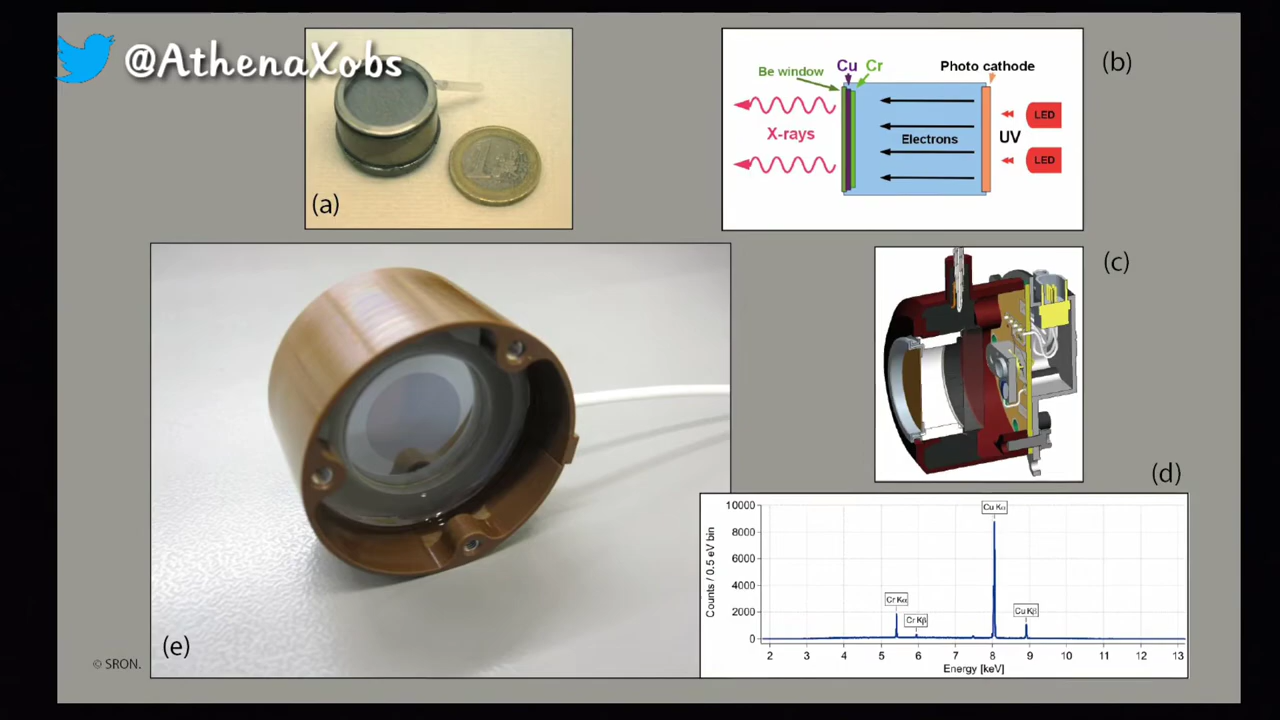 @AthenaXobs
(a)
(b)
Be window
Cu
Cr
Photo cathode
X-rays
Electrons
UV
LED
LED
(c)
(d)
(e)
Counts / 0.5 eV bin
10000
8000
6000
4000
2000
0
Cr Kα
Cr Kβ
Cu Kα
Cu Kβ
2 3 4 5 6 7 8 9 10 11 12 13
Energy [keV]
© SRON.